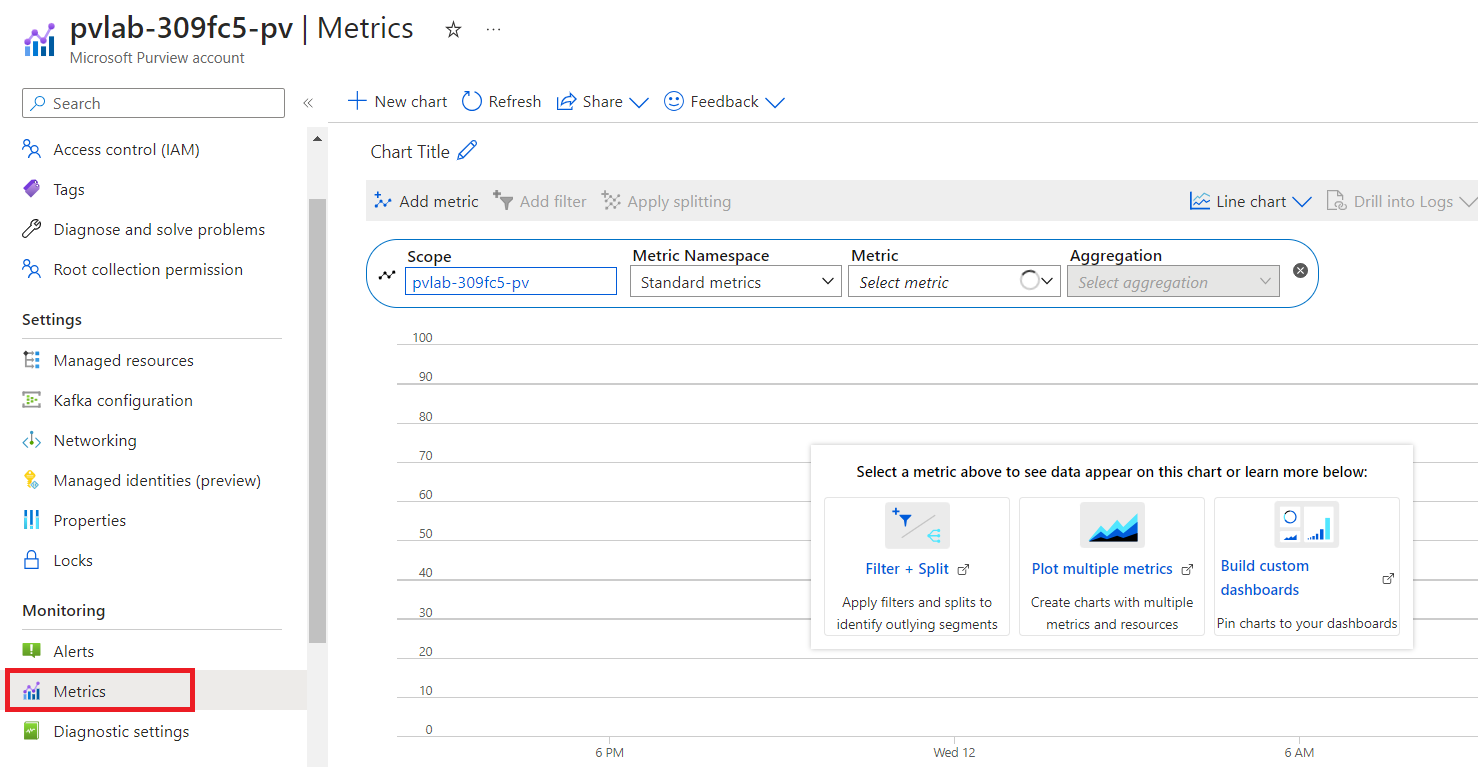 pvlab-309fc5-pv | Metrics ☆ ...
Microsoft Purview account
Search «
Access control (IAM)
Tags
Diagnose and solve problems
Root collection permission
Settings
Managed resources
Kafka configuration
Networking
Managed identities (preview)
Properties
Locks
Monitoring
Alerts
Metrics
Diagnostic settings
New chart Refresh Share Feedback
Chart Title
Add metric Add filter Apply splitting Line chart Drill into Logs
Scope Metric Namespace Metric Aggregation
pvlab-309fc5-pv Standard metrics Select metric Select aggregation
100
90
80
70
60
50
40
30
20
10
0
6 PM Wed 12 6 AM
Select a metric above to see data appear on this chart or learn more below:
Filter + Split
Apply filters and splits to
identify outlying segments
Plot multiple metrics
Create charts with multiple
metrics and resources
Build custom
dashboards
Pin charts to your dashboards